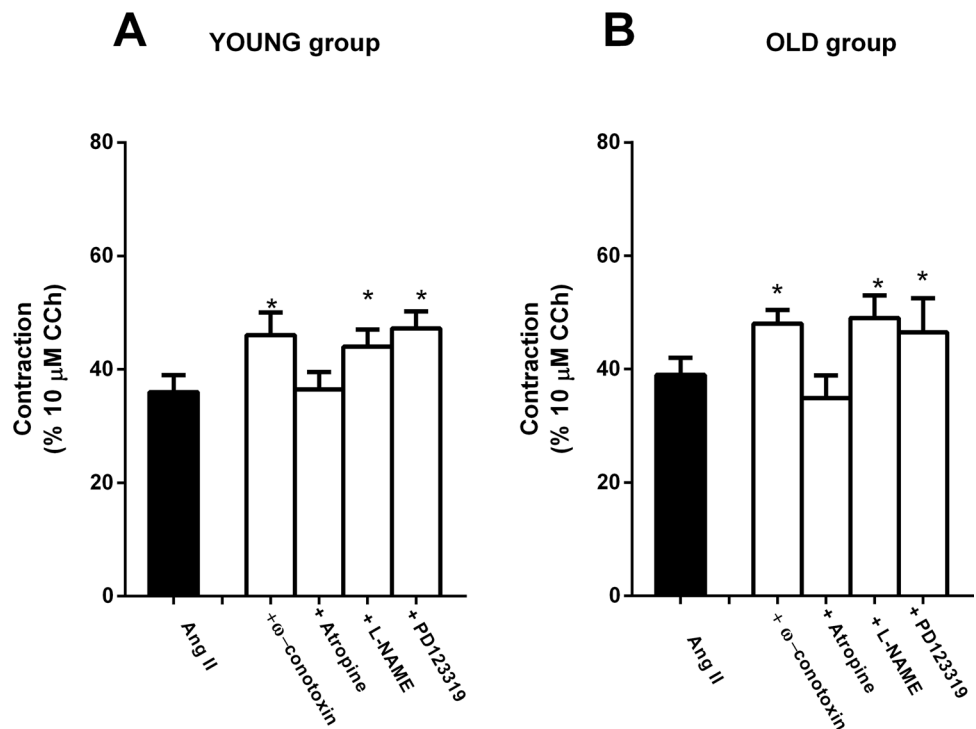 A
YOUNG group
80
60
40
20
0
Contraction
(% 10 μM CCh)
*
*
*
Ang II
+ω−conotoxin
+ Atropine
+ L-NAME
+ PD123319
B
OLD group
80
60
40
20
0
Contraction
(% 10 μM CCh)
*
*
*
Ang II
+ ω−conotoxin
+ Atropine
+ L-NAME
+ PD123319